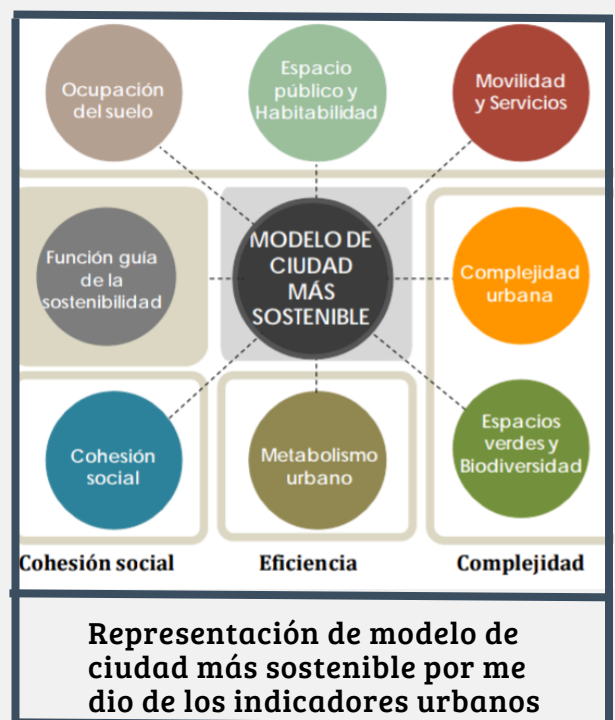 Ocupación
del suelo
Espacio
público y
Habitabilidad
Movilidad
y Servicios
Función guía
de la
sostenibilidad
MODELO DE
CIUDAD
MÁS
SOSTENIBLE
Complejidad
urbana
Cohesión
social
Metabolismo
urbano
Espacios
verdes y
Biodiversidad
Cohesión social
Eficiencia
Complejidad
Representación de modelo de
ciudad más sostenible por me
dio de los indicadores urbanos